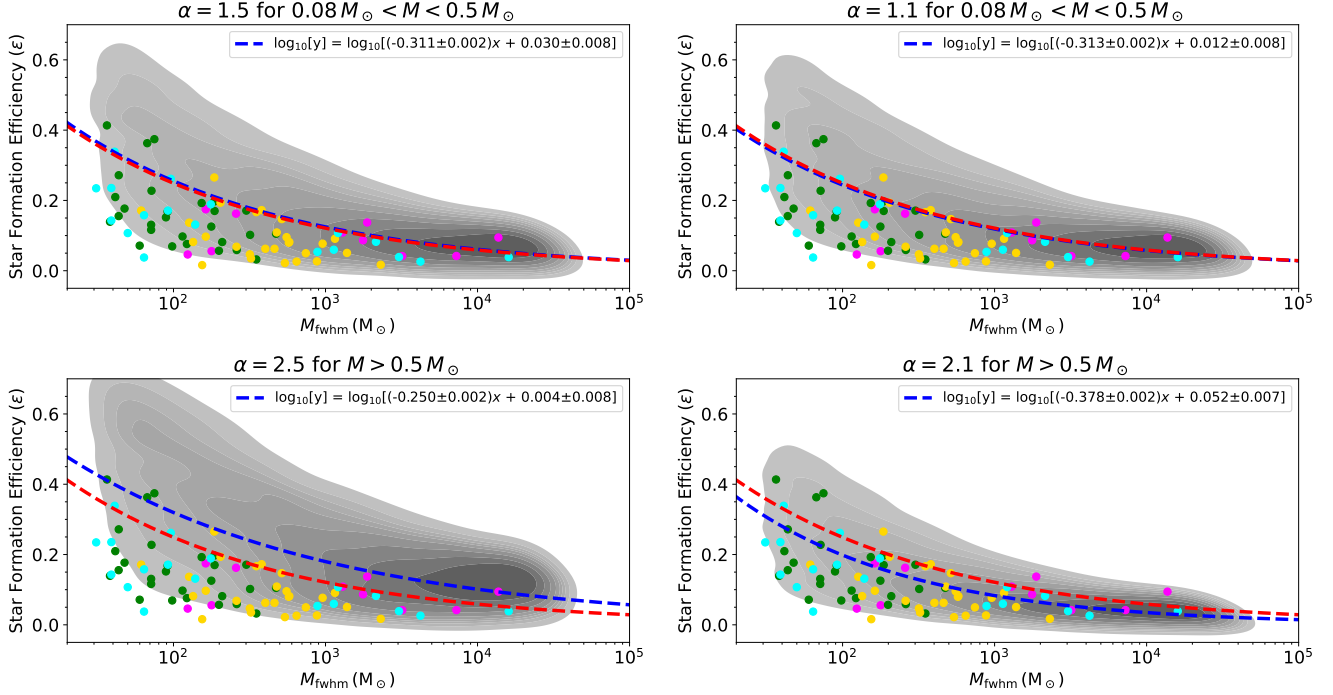 α = 1.5 for 0.08 M☉ < M < 0.5 M☉
log₁₀[y] = log₁₀[(-0.311±0.002)x + 0.030±0.008]
Star Formation Efficiency (ε)
0.6
0.4
0.2
0.0
10² 10³ 10⁴ 10⁵
M_fwhm (M☉)
α = 1.1 for 0.08 M☉ < M < 0.5 M☉
log₁₀[y] = log₁₀[(-0.313±0.002)x + 0.012±0.008]
Star Formation Efficiency (ε)
0.6
0.4
0.2
0.0
10² 10³ 10⁴ 10⁵
M_fwhm (M☉)
α = 2.5 for M > 0.5 M☉
log₁₀[y] = log₁₀[(-0.250±0.002)x + 0.004±0.008]
Star Formation Efficiency (ε)
0.6
0.4
0.2
0.0
10² 10³ 10⁴ 10⁵
M_fwhm (M☉)
α = 2.1 for M > 0.5 M☉
log₁₀[y] = log₁₀[(-0.378±0.002)x + 0.052±0.007]
Star Formation Efficiency (ε)
0.6
0.4
0.2
0.0
10² 10³ 10⁴ 10⁵
M_fwhm (M☉)